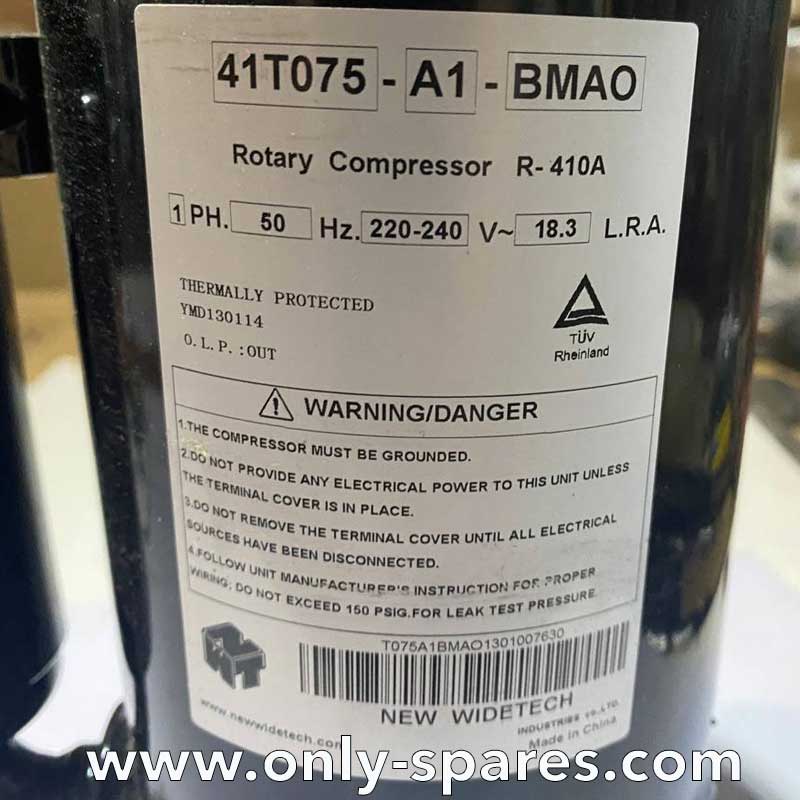 41T075 - A1 - BMAO
Rotary Compressor R- 410A
1 PH. 50 Hz. 220-240 V~ 18.3 L.R.A.
THERMALLY PROTECTED
YMD130114
O.L.P.:OUT
TÜV
Rheinland
WARNING/DANGER
1.THE COMPRESSOR MUST BE GROUNDED.
2.DO NOT PROVIDE ANY ELECTRICAL POWER TO THIS UNIT UNLESS
THE TERMINAL COVER IS IN PLACE.
3.DO NOT REMOVE THE TERMINAL COVER UNTIL ALL ELECTRICAL
SOURCES HAVE BEEN DISCONNECTED.
4.FOLLOW UNIT MANUFACTURER'S INSTRUCTION FOR PROPER
WIRING; DO NOT EXCEED 150 PSIG.FOR LEAK TEST PRESSURE.
T075A1BMAO1301007630
NEW WIDETECH
INDUSTRIES CO.,LTD.
www.newwidetech.com
Made in China
www.only-spares.com